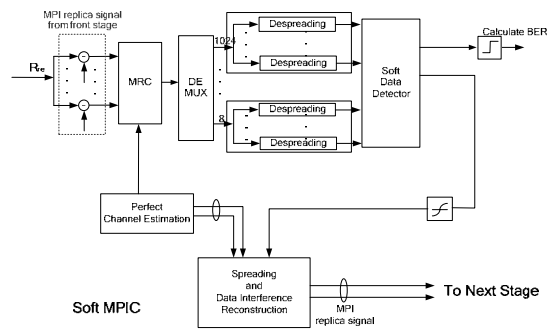 MPI replica signal
from front stage
Calculate BER
1024
Despreading
Despreading
MRC
DE
MUX
Soft
Data
Detector
8
Despreading
Despreading
Perfect
Channel Estimation
Spreading
and
Data Interference
Reconstruction
To Next Stage
MPI
replica signal
Soft MPIC